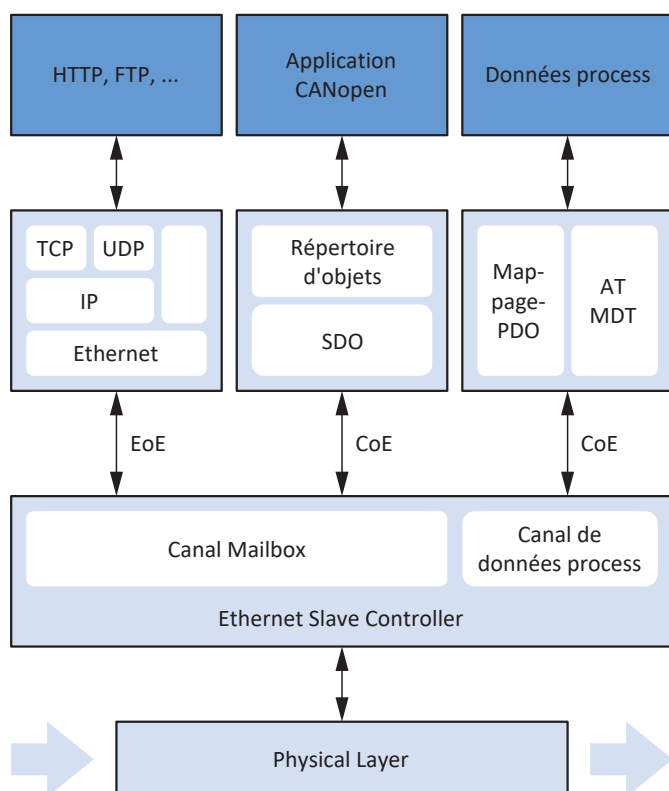 HTTP, FTP, ...
Application
CANopen
Données process
TCP
UDP
IP
Ethernet
Répertoire
d'objets
SDO
Map-
page-
PDO
AT
MDT
EoE
CoE
CoE
Canal Mailbox
Canal de
données process
Ethernet Slave Controller
Physical Layer